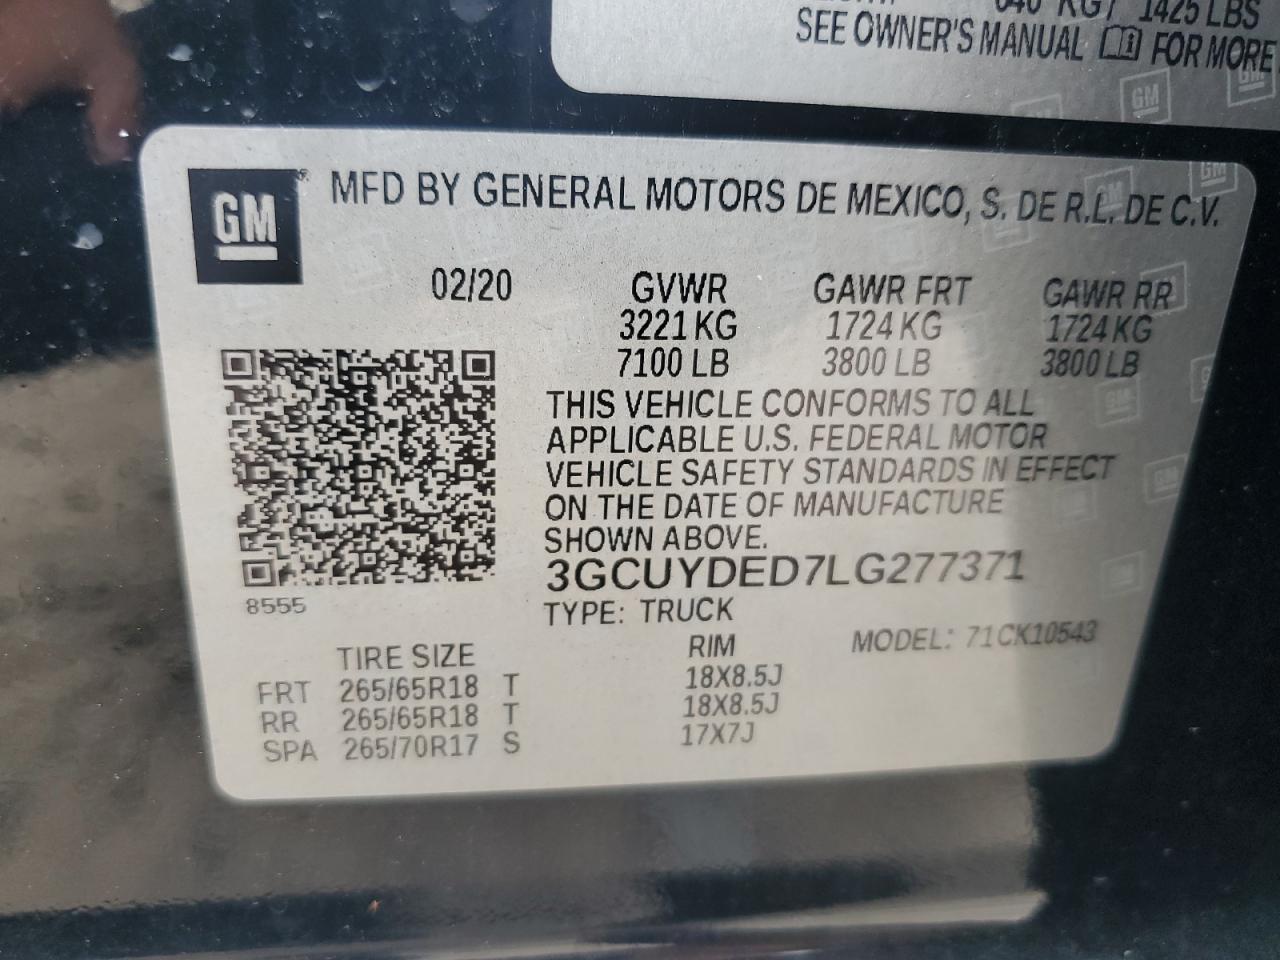 640 KG / 1425 LBS
SEE OWNER'S MANUAL FOR MORE
GM
MFD BY GENERAL MOTORS DE MEXICO, S. DE R.L. DE C.V.
02/20 GVWR GAWR FRT GAWR RR
3221 KG 1724 KG 1724 KG
7100 LB 3800 LB 3800 LB
THIS VEHICLE CONFORMS TO ALL
APPLICABLE U.S. FEDERAL MOTOR
VEHICLE SAFETY STANDARDS IN EFFECT
ON THE DATE OF MANUFACTURE
SHOWN ABOVE.
3GCUYDED7LG277371
8555
TYPE: TRUCK
TIRE SIZE RIM MODEL: 71CK10543
FRT 265/65R18 T 18X8.5J
RR 265/65R18 T 18X8.5J
SPA 265/70R17 S 17X7J